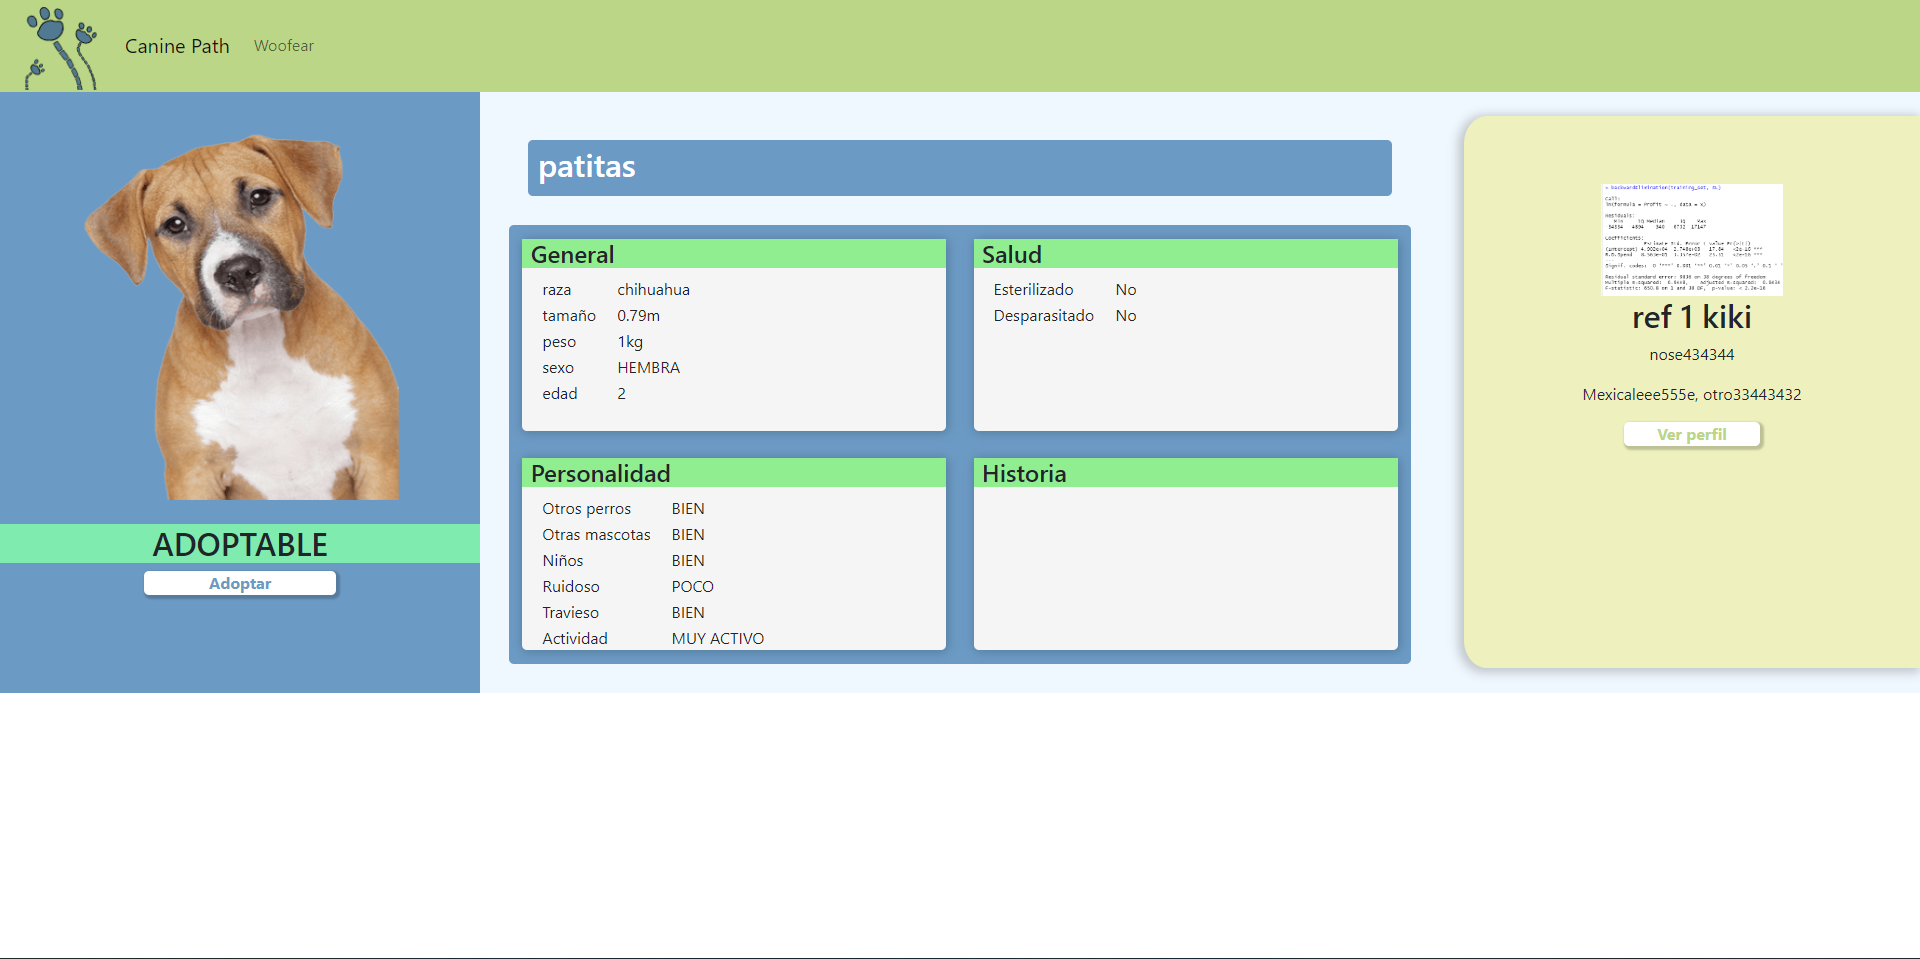 Canine Path
Woofear
ADOPTABLE
Adoptar
patitas
General
raza chihuahua
tamaño 0.79m
peso 1kg
sexo HEMBRA
edad 2
Salud
Esterilizado No
Desparasitado No
Personalidad
Otros perros BIEN
Otras mascotas BIEN
Niños BIEN
Ruidoso POCO
Travieso BIEN
Actividad MUY ACTIVO
Historia
ref 1 kiki
nose434344
Mexicaleee555e, otro33443432
Ver perfil